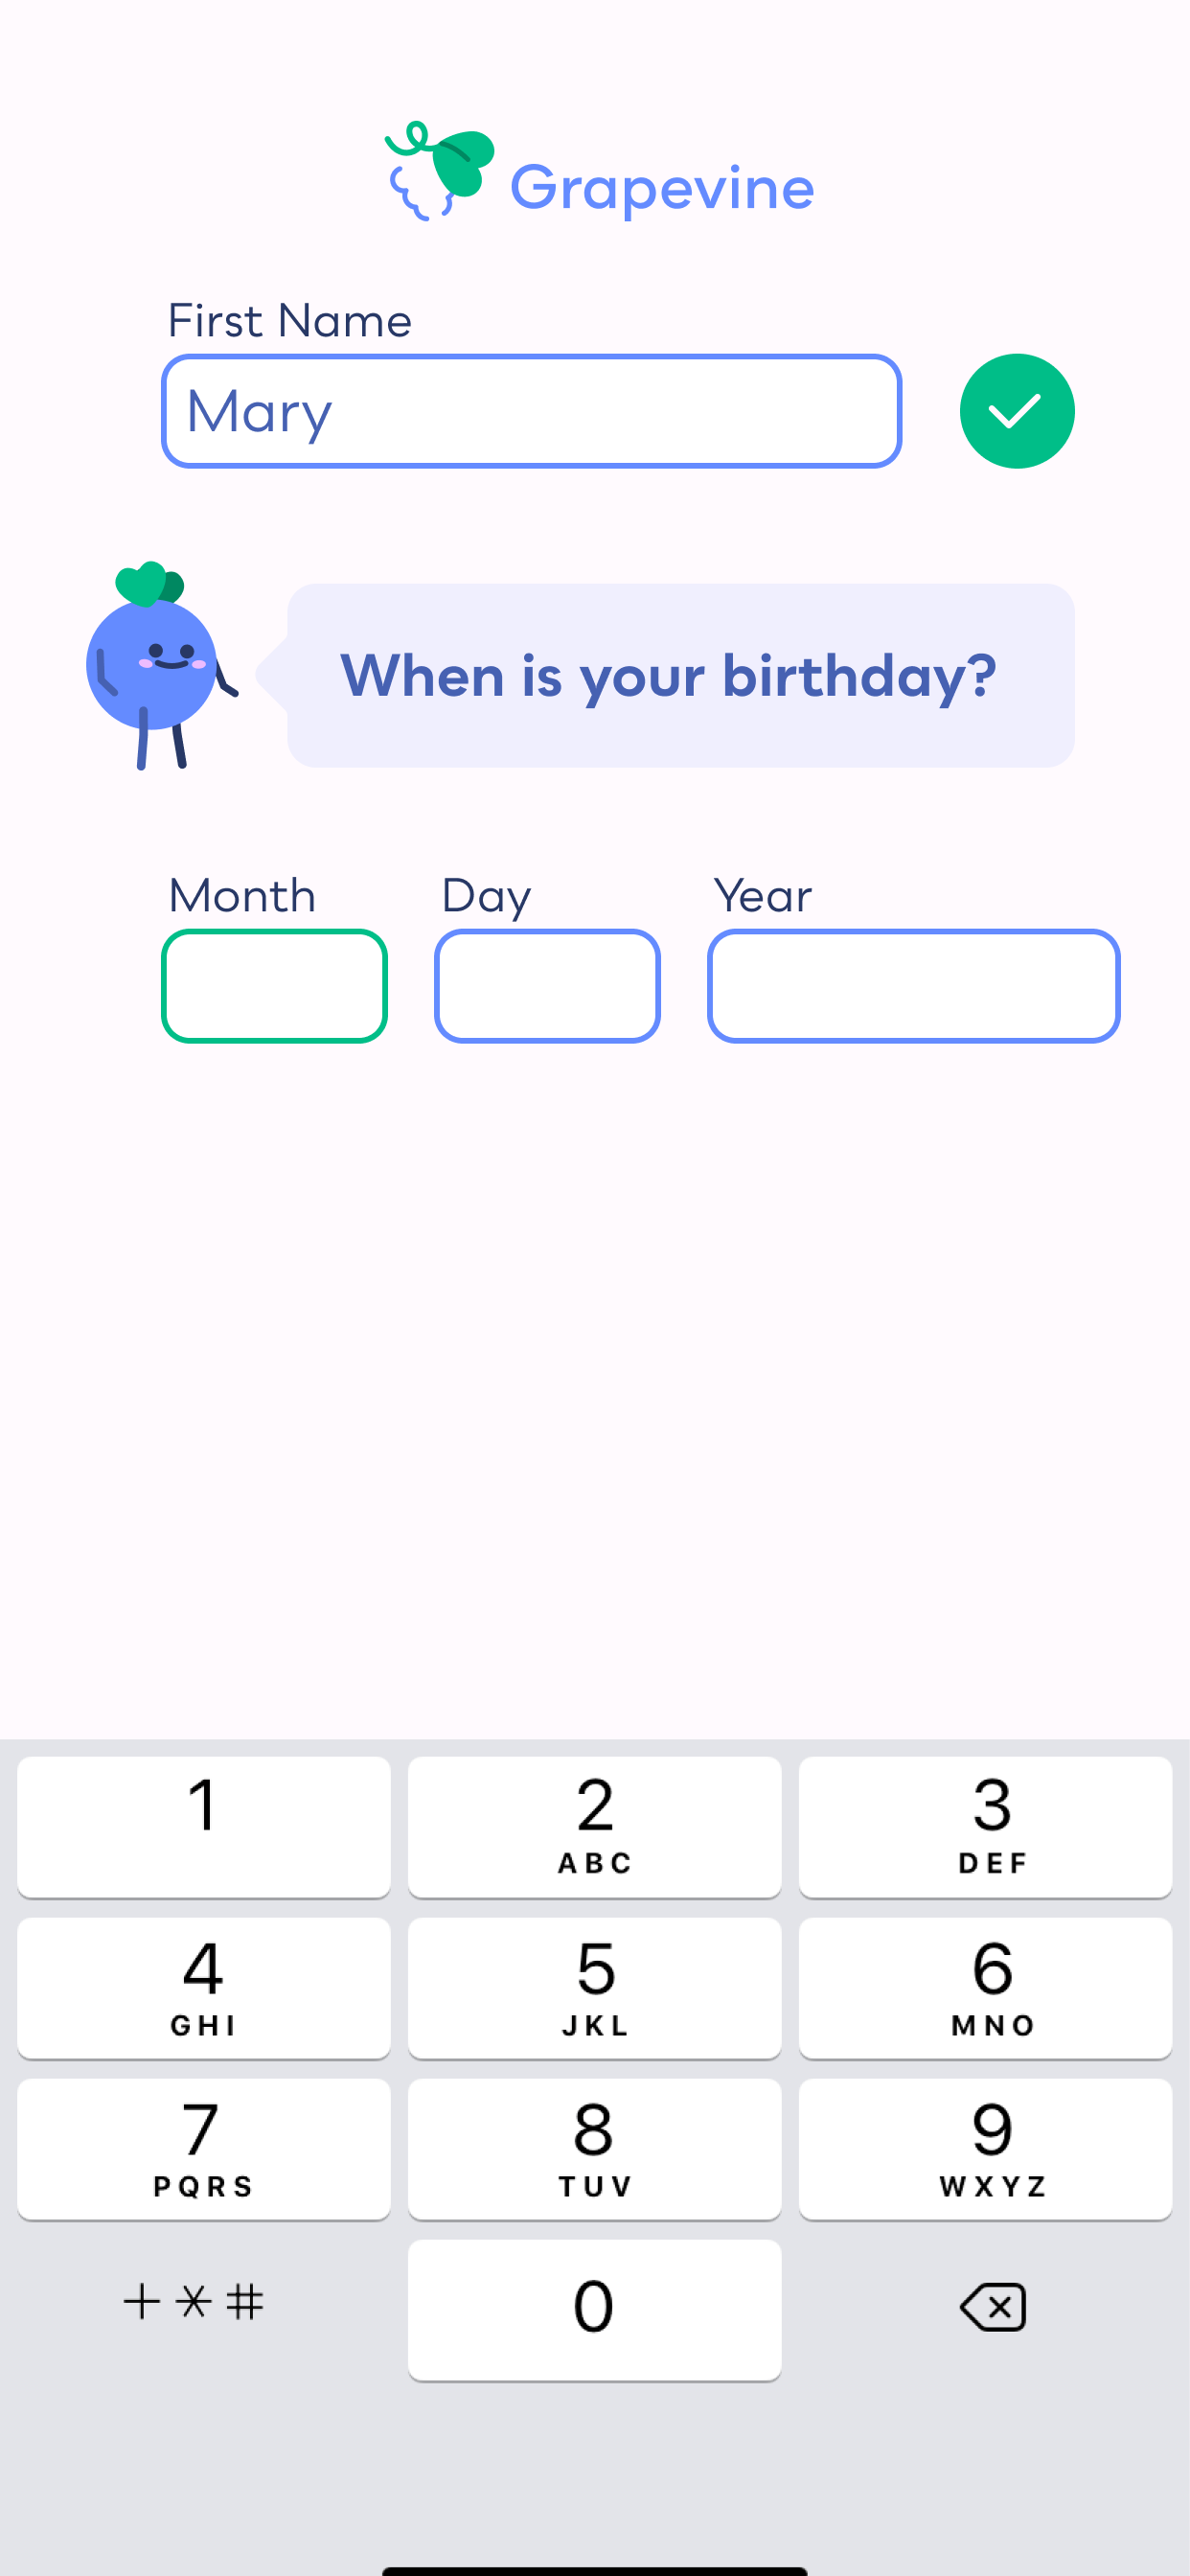 Grapevine
First Name
Mary
When is your birthday?
Month Day Year
1 2 3
ABC DEF
4 5 6
GHI JKL MNO
7 8 9
PQRS TUV WXYZ
+*# 0